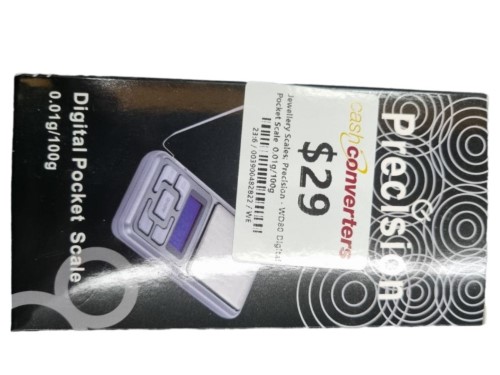 Precision
cash converters
$29
Jewellery Scales, Precision - WD80 Digital
Pocket Scale 0.01g/100g
Digital Pocket Scale
0.01g/100g